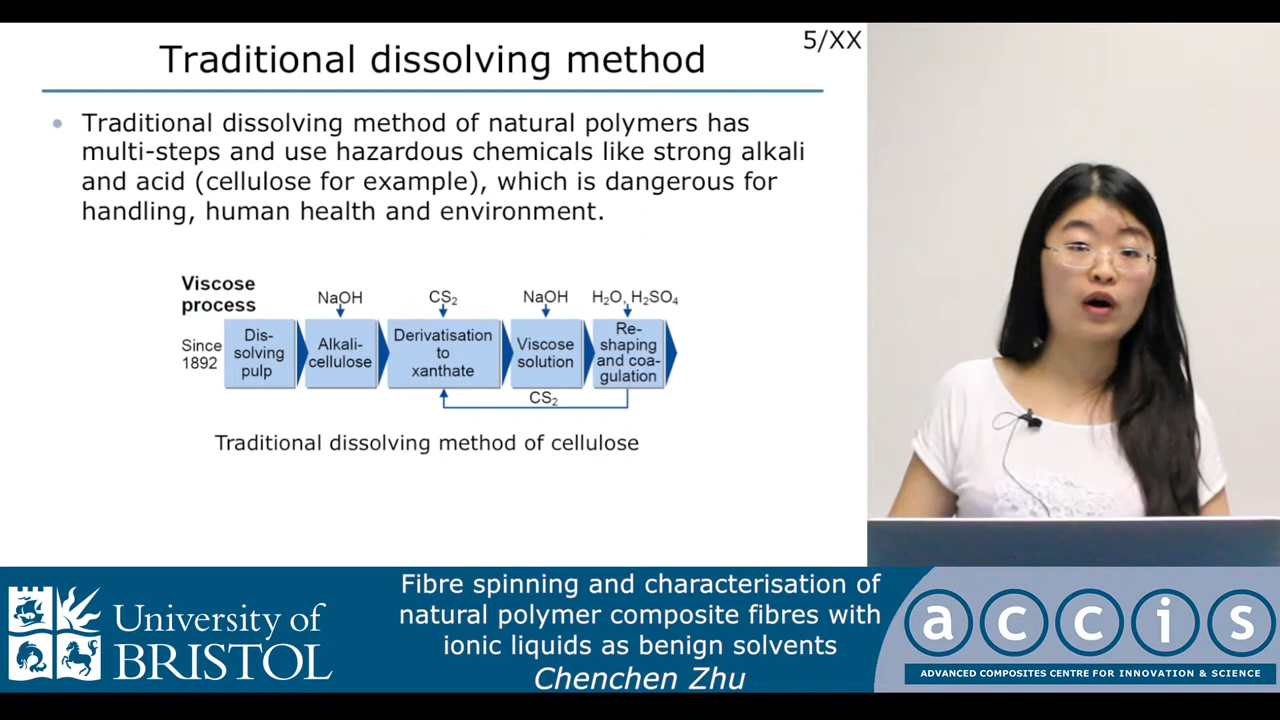 5/XX
Traditional dissolving method
Traditional dissolving method of natural polymers has
multi-steps and use hazardous chemicals like strong alkali
and acid (cellulose for example), which is dangerous for
handling, human health and environment.
Viscose
process
Since
1892
NaOH
CS₂
NaOH
H₂O, H₂SO₄
Dis-
solving
pulp
Alkali-
cellulose
Derivatisation
to
xanthate
Viscose
solution
Re-
shaping
and coa-
gulation
CS₂
Traditional dissolving method of cellulose
University of
BRISTOL
Fibre spinning and characterisation of
natural polymer composite fibres with
ionic liquids as benign solvents
Chenchen Zhu
accis
ADVANCED COMPOSITES CENTRE FOR INNOVATION & SCIENCE